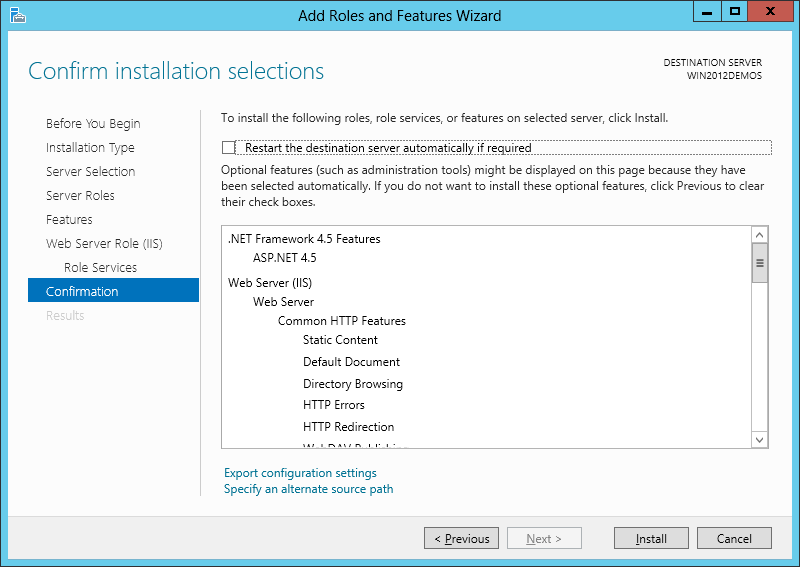 Add Roles and Features Wizard
Confirm installation selections
DESTINATION SERVER
WIN2012DEMOS
Before You Begin
Installation Type
Server Selection
Server Roles
Features
Web Server Role (IIS)
Role Services
Confirmation
Results
To install the following roles, role services, or features on selected server, click Install.
Restart the destination server automatically if required
Optional features (such as administration tools) might be displayed on this page because they have
been selected automatically. If you do not want to install these optional features, click Previous to clear
their check boxes.
.NET Framework 4.5 Features
ASP.NET 4.5
Web Server (IIS)
Web Server
Common HTTP Features
Static Content
Default Document
Directory Browsing
HTTP Errors
HTTP Redirection
WebDAV Publishing
Export configuration settings
Specify an alternate source path
< Previous
Next >
Install
Cancel